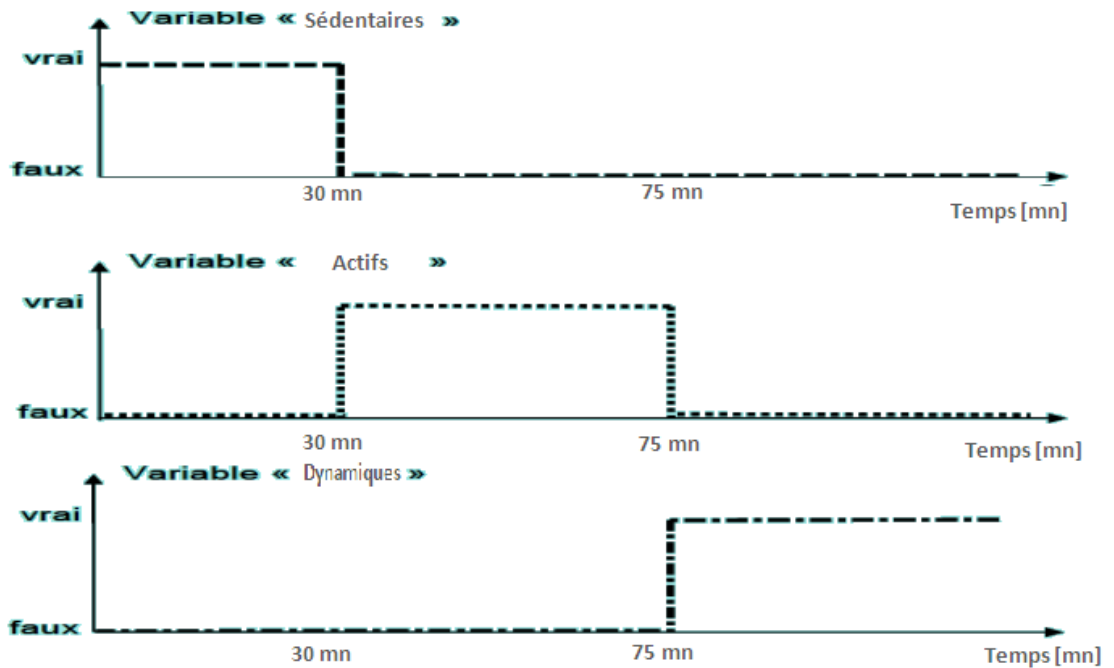 Variable « Sédentaires »
vrai
faux
30 mn 75 mn
Temps [mn]
Variable « Actifs »
vrai
faux
30 mn 75 mn
Temps [mn]
Variable « Dynamiques »
vrai
faux
30 mn 75 mn
Temps [mn]